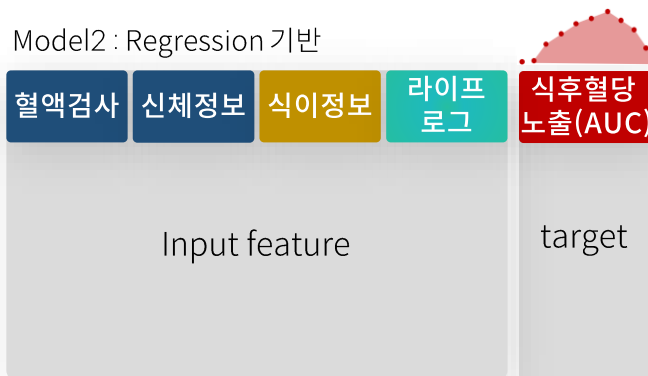 Model2 : Regression 기반
혈액검사
신체정보
식이정보
라이프
로그
식후혈당
노출(AUC)
Input feature
target